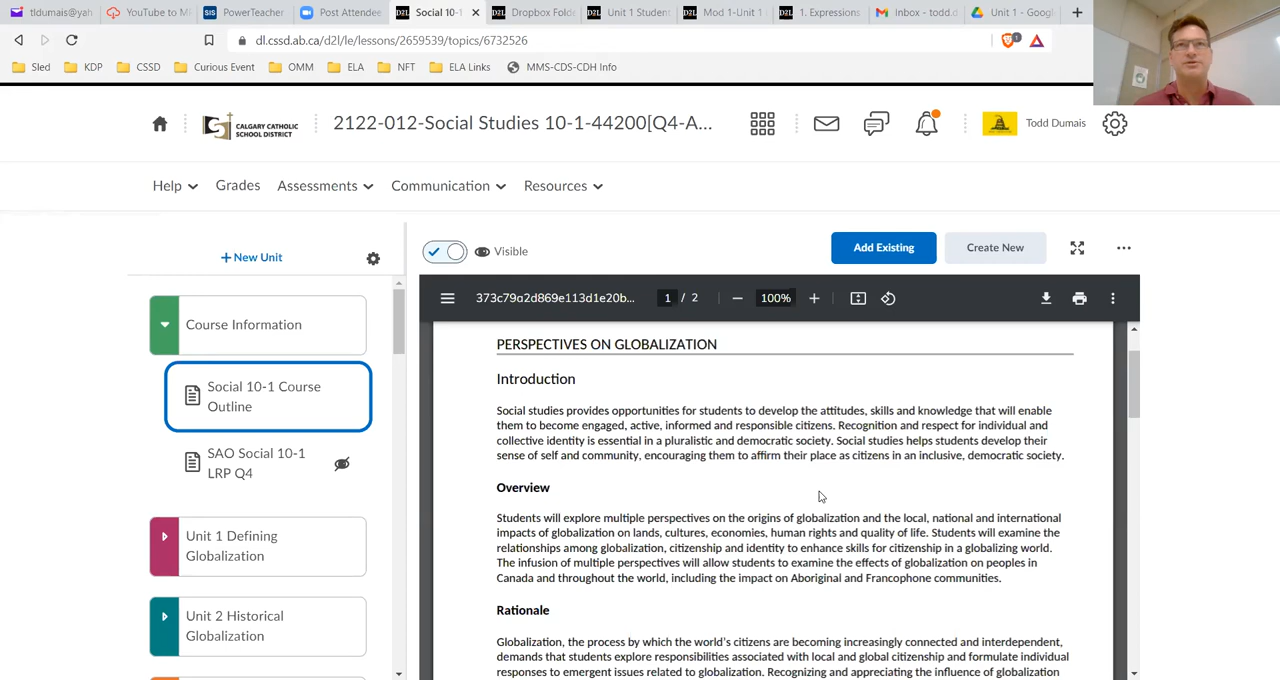 tldumais@yah
YouTube to MP
SIS PowerTeacher
Post Attendee
D2L Social 10-1
D2L Dropbox Folde
D2L Unit 1 Student
D2L Mod 1-Unit 1
D2L 1. Expressions
Inbox - todd.d
Unit 1 - Googl
dl.cssd.ab.ca/d2l/le/lessons/2659539/topics/6732526
1
Sled
KDP
CSSD
Curious Event
OMM
ELA
NFT
ELA Links
MMS-CDS-CDH Info
CALGARY CATHOLIC
SCHOOL DISTRICT
2122-012-Social Studies 10-1-44200[Q4-A...
Todd Dumais
Help
Grades
Assessments
Communication
Resources
+ New Unit
Visible
Add Existing
Create New
Course Information
Social 10-1 Course
Outline
SAO Social 10-1
LRP Q4
Unit 1 Defining
Globalization
Unit 2 Historical
Globalization
373c79a2d869e113d1e20b...
1 / 2
100%
PERSPECTIVES ON GLOBALIZATION
Introduction
Social studies provides opportunities for students to develop the attitudes, skills and knowledge that will enable
them to become engaged, active, informed and responsible citizens. Recognition and respect for individual and
collective identity is essential in a pluralistic and democratic society. Social studies helps students develop their
sense of self and community, encouraging them to affirm their place as citizens in an inclusive, democratic society.
Overview
Students will explore multiple perspectives on the origins of globalization and the local, national and international
impacts of globalization on lands, cultures, economies, human rights and quality of life. Students will examine the
relationships among globalization, citizenship and identity to enhance skills for citizenship in a globalizing world.
The infusion of multiple perspectives will allow students to examine the effects of globalization on peoples in
Canada and throughout the world, including the impact on Aboriginal and Francophone communities.
Rationale
Globalization, the process by which the world's citizens are becoming increasingly connected and interdependent,
demands that students explore responsibilities associated with local and global citizenship and formulate individual
responses to emergent issues related to globalization. Recognizing and appreciating the influence of globalization